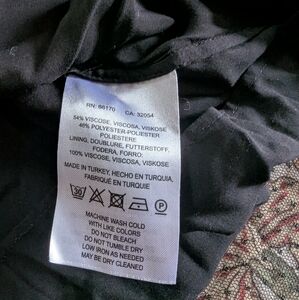 RN: 66170 CA: 32054
54% VISCOSE, VISCOSA, VISKOSE
46% POLYESTER-POLIESTER
POLIESTERE
LINING, DOUBLURE, FUTTERSTOFF,
FODERA, FORRO:
100% VISCOSE, VISCOSA, VISKOSE
MADE IN TURKEY, HECHO EN TURQUIA,
FABRIQUÉ EN TURQUIE
30 P
MACHINE WASH COLD
WITH LIKE COLORS
DO NOT BLEACH
DO NOT TUMBLE DRY
LOW IRON AS NEEDED
MAY BE DRY CLEANED